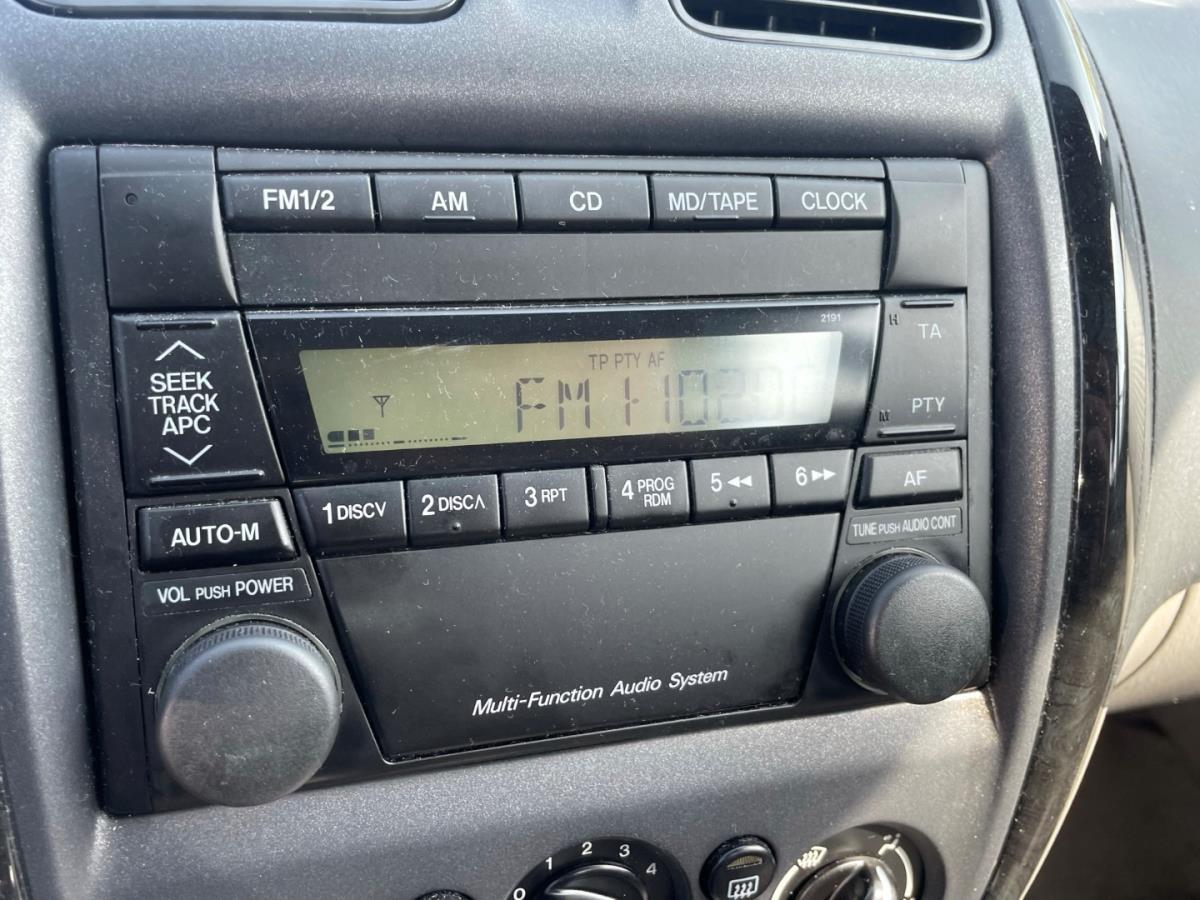 FM1/2 AM CD MD/TAPE CLOCK
2191
TP PTY AF
FM1
SEEK
TRACK
APC
H TA
M PTY
1 DISC∨ 2 DISC∧ 3 RPT 4 PROG RDM 5 ◄◄ 6 ►►
AF
AUTO-M
TUNE PUSH AUDIO CONT
VOL PUSH POWER
Multi-Function Audio System
0 1 2 3 4